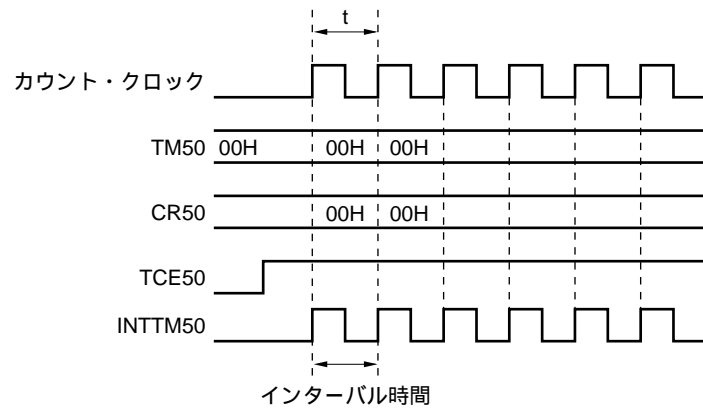 t
カウント・クロック
TM50 00H 00H 00H
CR50 00H 00H
TCE50
INTTM50
インターバル時間